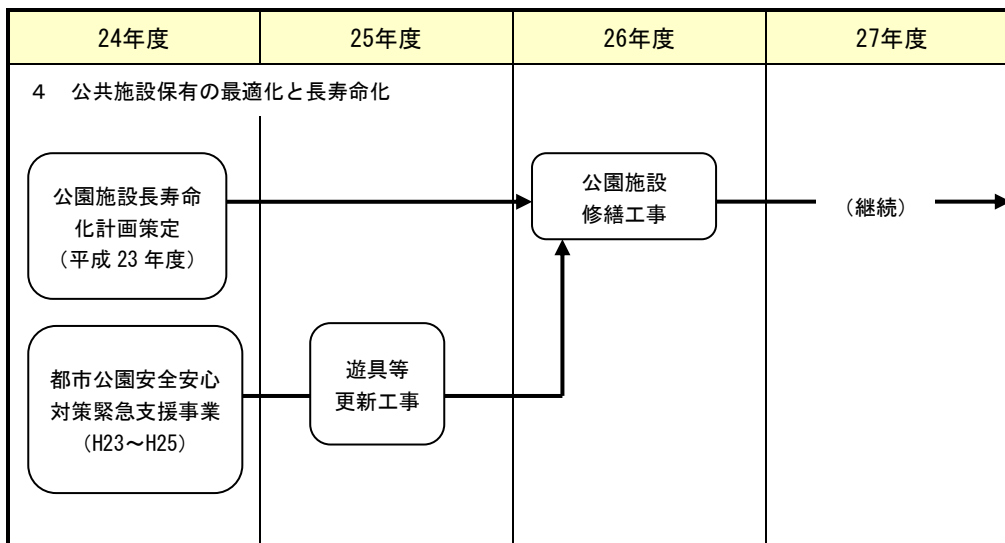 24年度 25年度 26年度 27年度
４ 公共施設保有の最適化と長寿命化
公園施設長寿命
化計画策定
（平成 23 年度）
公園施設
修繕工事
（継続）
都市公園安全安心
対策緊急支援事業
（H23～H25）
遊具等
更新工事